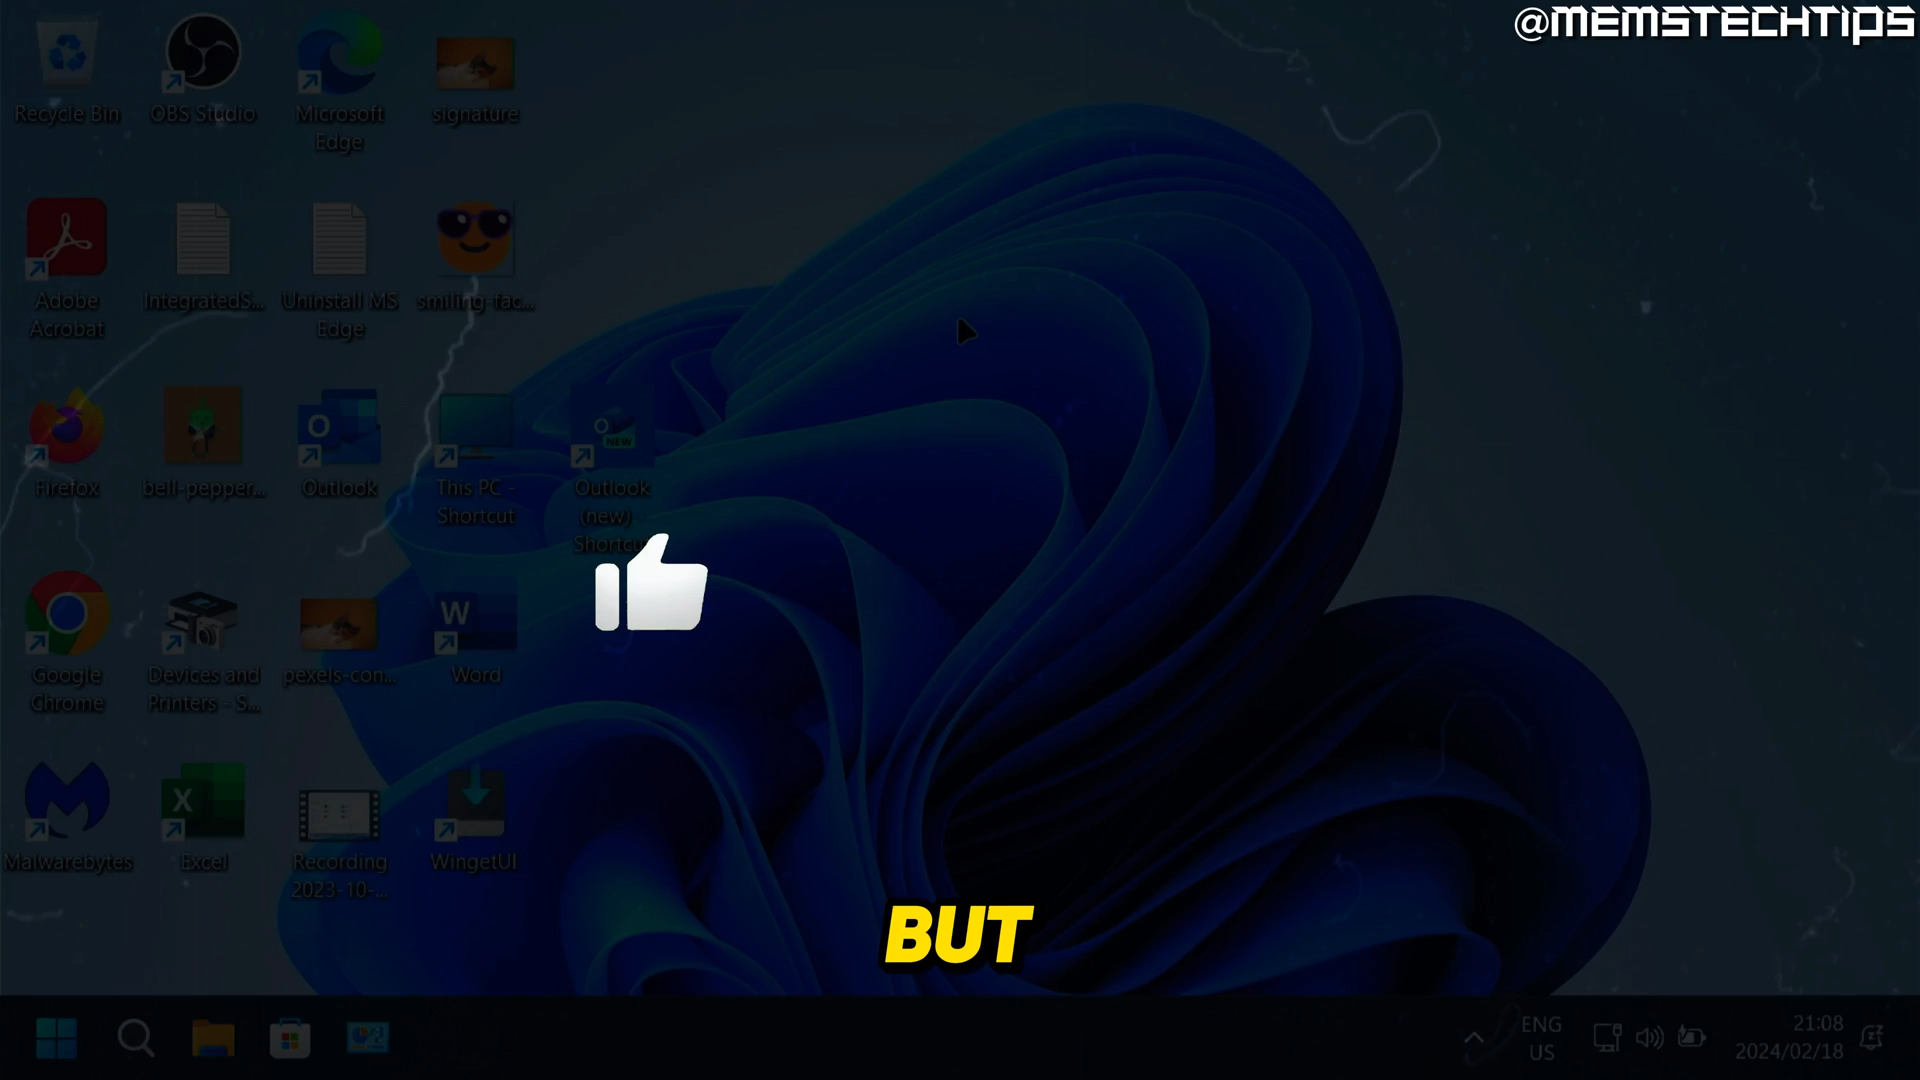 @MEMSTECHTIPS
Recycle Bin
OBS Studio
Microsoft
Edge
signature
Adobe
Acrobat
IntegratedS...
Uninstall MS
Edge
smiling-fac...
Firefox
bell-pepper...
O
Outlook
This PC -
Shortcut
O
NEW
Outlook
(new) -
Shortcu
Google
Chrome
Devices and
Printers - S...
pexels-con...
W
Word
Malwarebytes
X
Excel
Recording
2023-10-...
WingetUI
BUT
ENG
US
21:08
2024/02/18